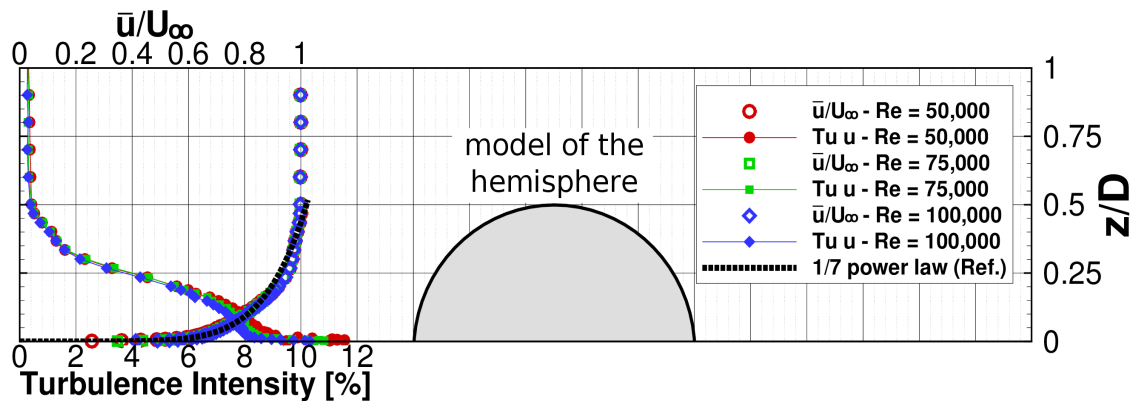 u̅/U∞
0 0.2 0.4 0.6 0.8 1
1
0.75
0.5
0.25
0
z/D
model of the
hemisphere
u̅/U∞ - Re = 50,000
Tu u - Re = 50,000
u̅/U∞ - Re = 75,000
Tu u - Re = 75,000
u̅/U∞ - Re = 100,000
Tu u - Re = 100,000
1/7 power law (Ref.)
0 2 4 6 8 10 12
Turbulence Intensity [%]